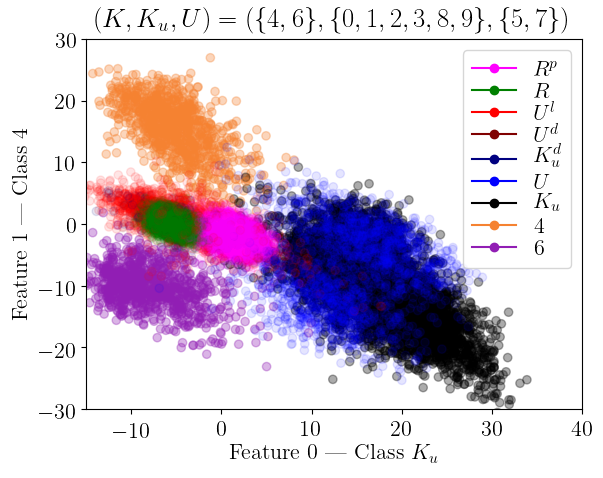 (K, K_u, U) = ({4, 6}, {0, 1, 2, 3, 8, 9}, {5, 7})
30
20
10
0
−10
−20
−30
Feature 1 — Class 4
R^p
R
U^l
U^d
K_u^d
U
K_u
4
6
−10 0 10 20 30 40
Feature 0 — Class K_u